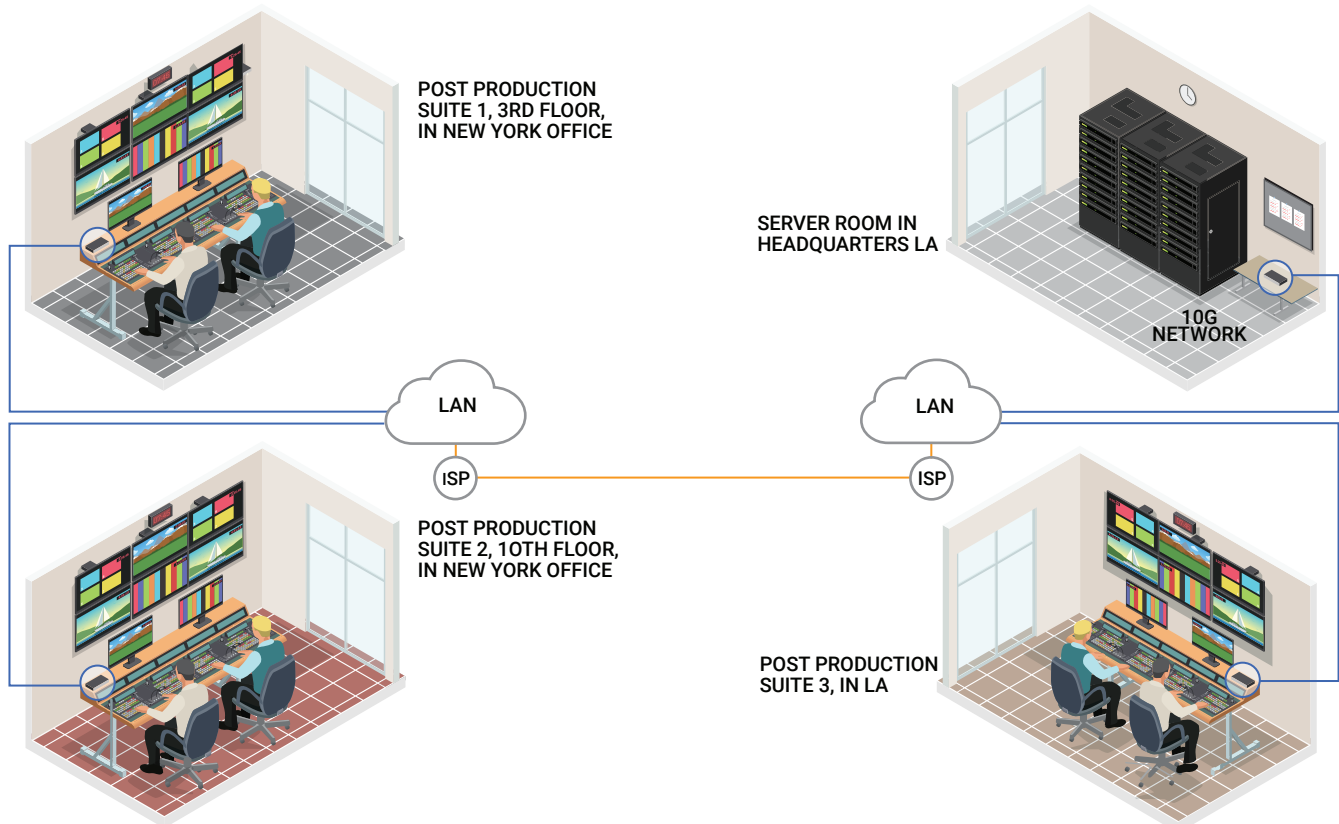 POST PRODUCTION
SUITE 1, 3RD FLOOR,
IN NEW YORK OFFICE
SERVER ROOM IN
HEADQUARTERS LA
10G
NETWORK
LAN
LAN
ISP
ISP
POST PRODUCTION
SUITE 2, 1OTH FLOOR,
IN NEW YORK OFFICE
POST PRODUCTION
SUITE 3, IN LA